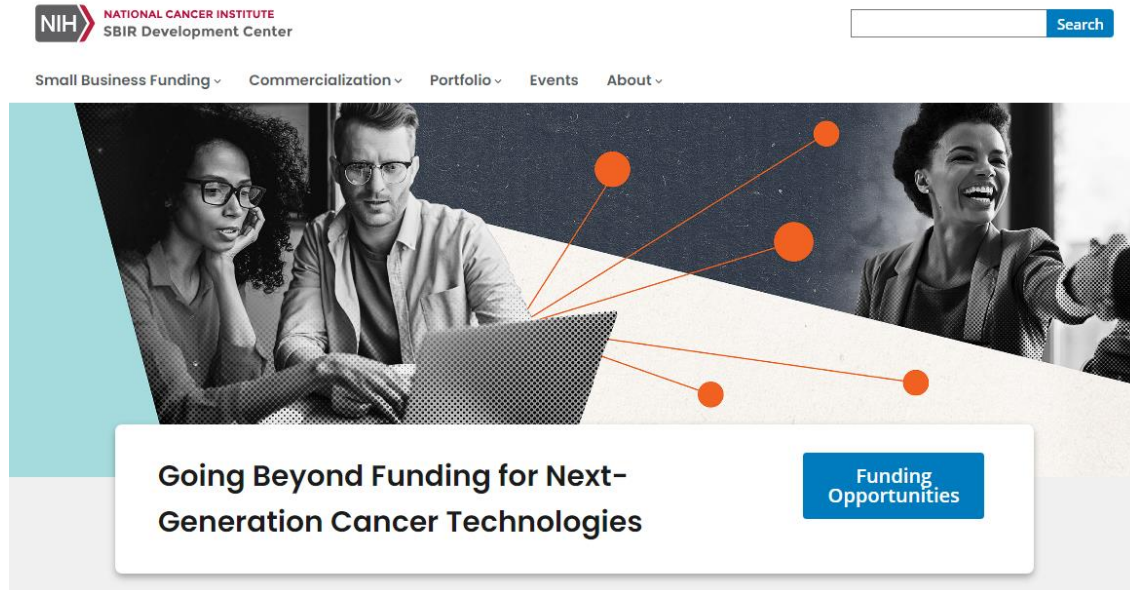 NIH
NATIONAL CANCER INSTITUTE
SBIR Development Center
Search
Small Business Funding
Commercialization
Portfolio
Events
About
Going Beyond Funding for Next-
Generation Cancer Technologies
Funding
Opportunities